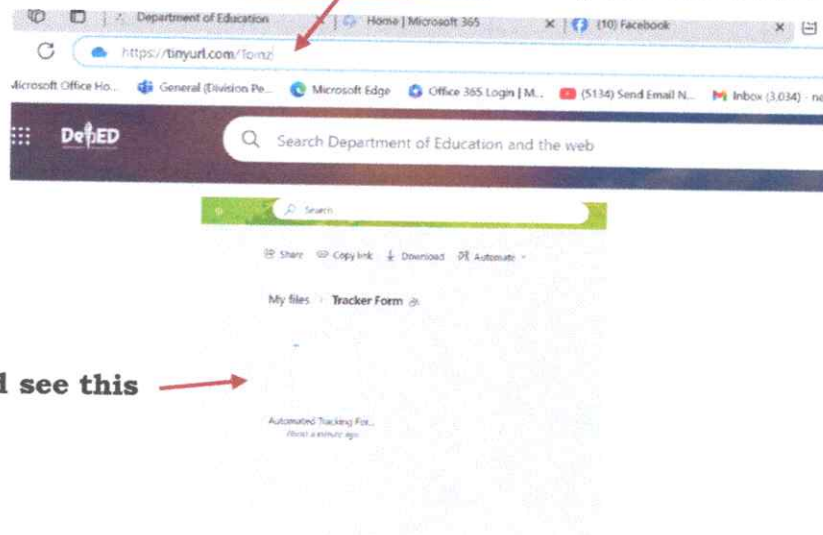 Department of Education
Home | Microsoft 365
(10) Facebook
https://tinyurl.com/Tomz
Microsoft Office Ho...
General (Division Pe...
Microsoft Edge
Office 365 Login | M...
(5134) Send Email N...
Inbox (3,034) - ne
DepED
Search Department of Education and the web
Search
Share Copy link Download Automate
My files Tracker Form
see this
Automated Tracking For...
About a minute ago